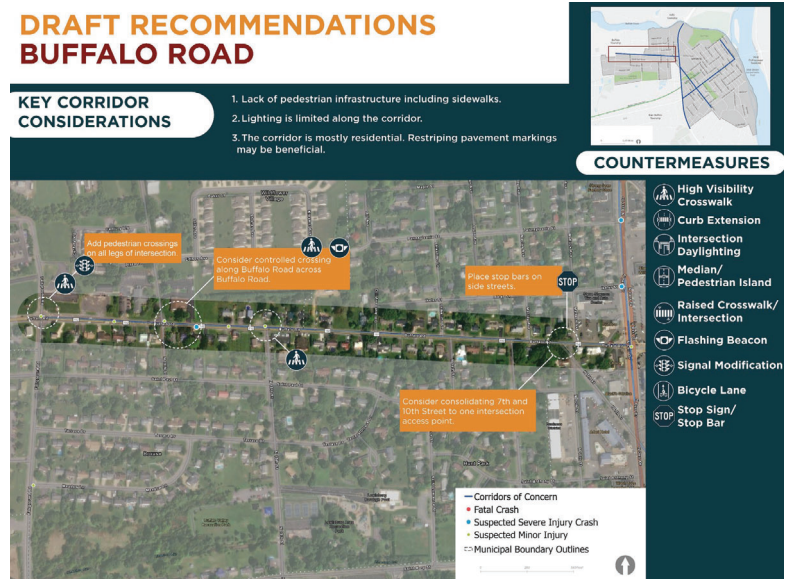 DRAFT RECOMMENDATIONS
BUFFALO ROAD
KEY CORRIDOR
CONSIDERATIONS
1. Lack of pedestrian infrastructure including sidewalks.
2. Lighting is limited along the corridor.
3. The corridor is mostly residential. Restriping pavement markings
may be beneficial.
COUNTERMEASURES
High Visibility
Crosswalk
Curb Extension
Intersection
Daylighting
Median/
Pedestrian Island
Raised Crosswalk/
Intersection
Flashing Beacon
Signal Modification
Bicycle Lane
STOP
Stop Sign/
Stop Bar
Add pedestrian crossings
on all legs of intersection.
Consider controlled crossing
along Buffalo Road across
Buffalo Road.
Place stop bars on
side streets.
STOP
Consider consolidating 7th and
10th Street to one intersection
access point.
Hurd Park
Corridors of Concern
Fatal Crash
Suspected Severe Injury Crash
Suspected Minor Injury
Municipal Boundary Outlines